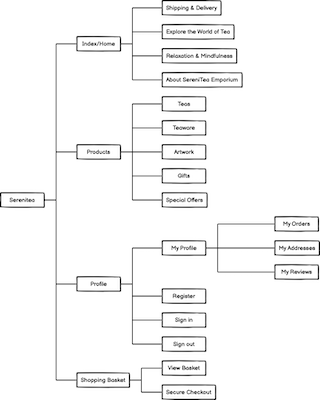 Shipping & Delivery
Index/Home
Explore the World of Tea
Relaxation & Mindfulness
About SereniTea Emporium
Teas
Teaware
Products
Artwork
Gifts
Serenitea
Special Offers
My Orders
My Profile
My Addresses
My Reviews
Profile
Register
Sign in
Sign out
View Basket
Shopping Basket
Secure Checkout